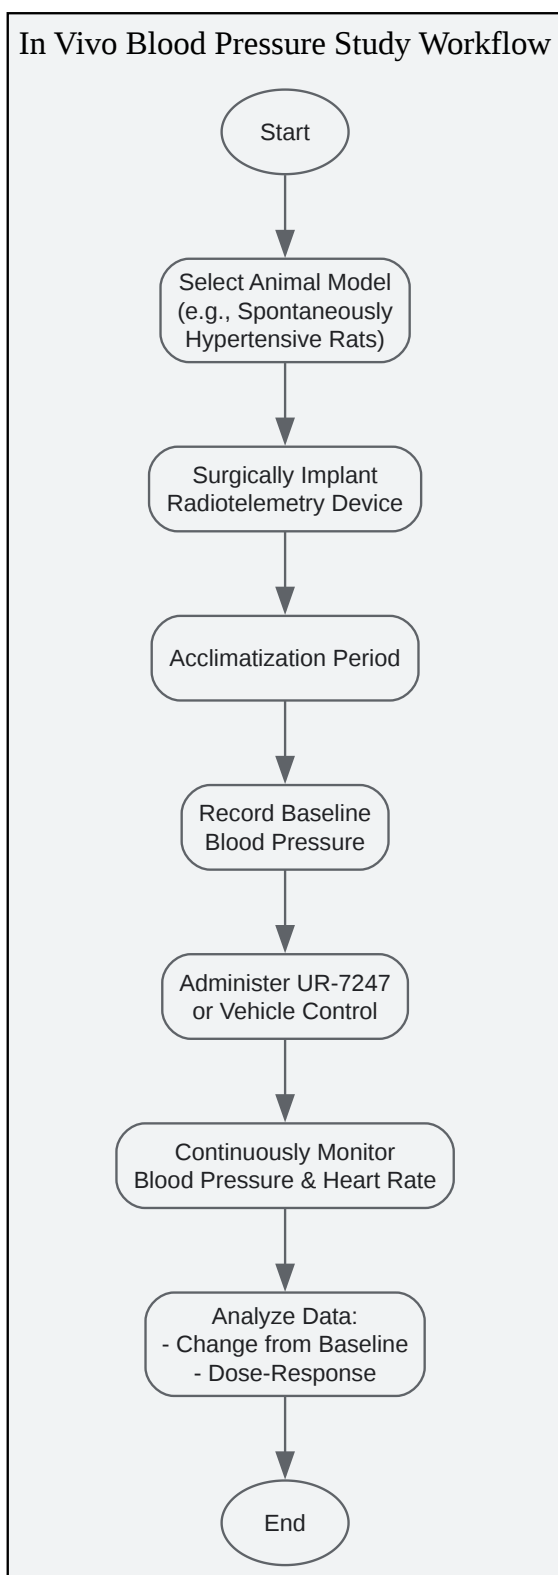 In Vivo Blood Pressure Study Workflow
Start
Select Animal Model
(e.g., Spontaneously
Hypertensive Rats)
Surgically Implant
Radiotelemetry Device
Acclimatization Period
Record Baseline
Blood Pressure
Administer UR-7247
or Vehicle Control
Continuously Monitor
Blood Pressure & Heart Rate
Analyze Data:
- Change from Baseline
- Dose-Response
End